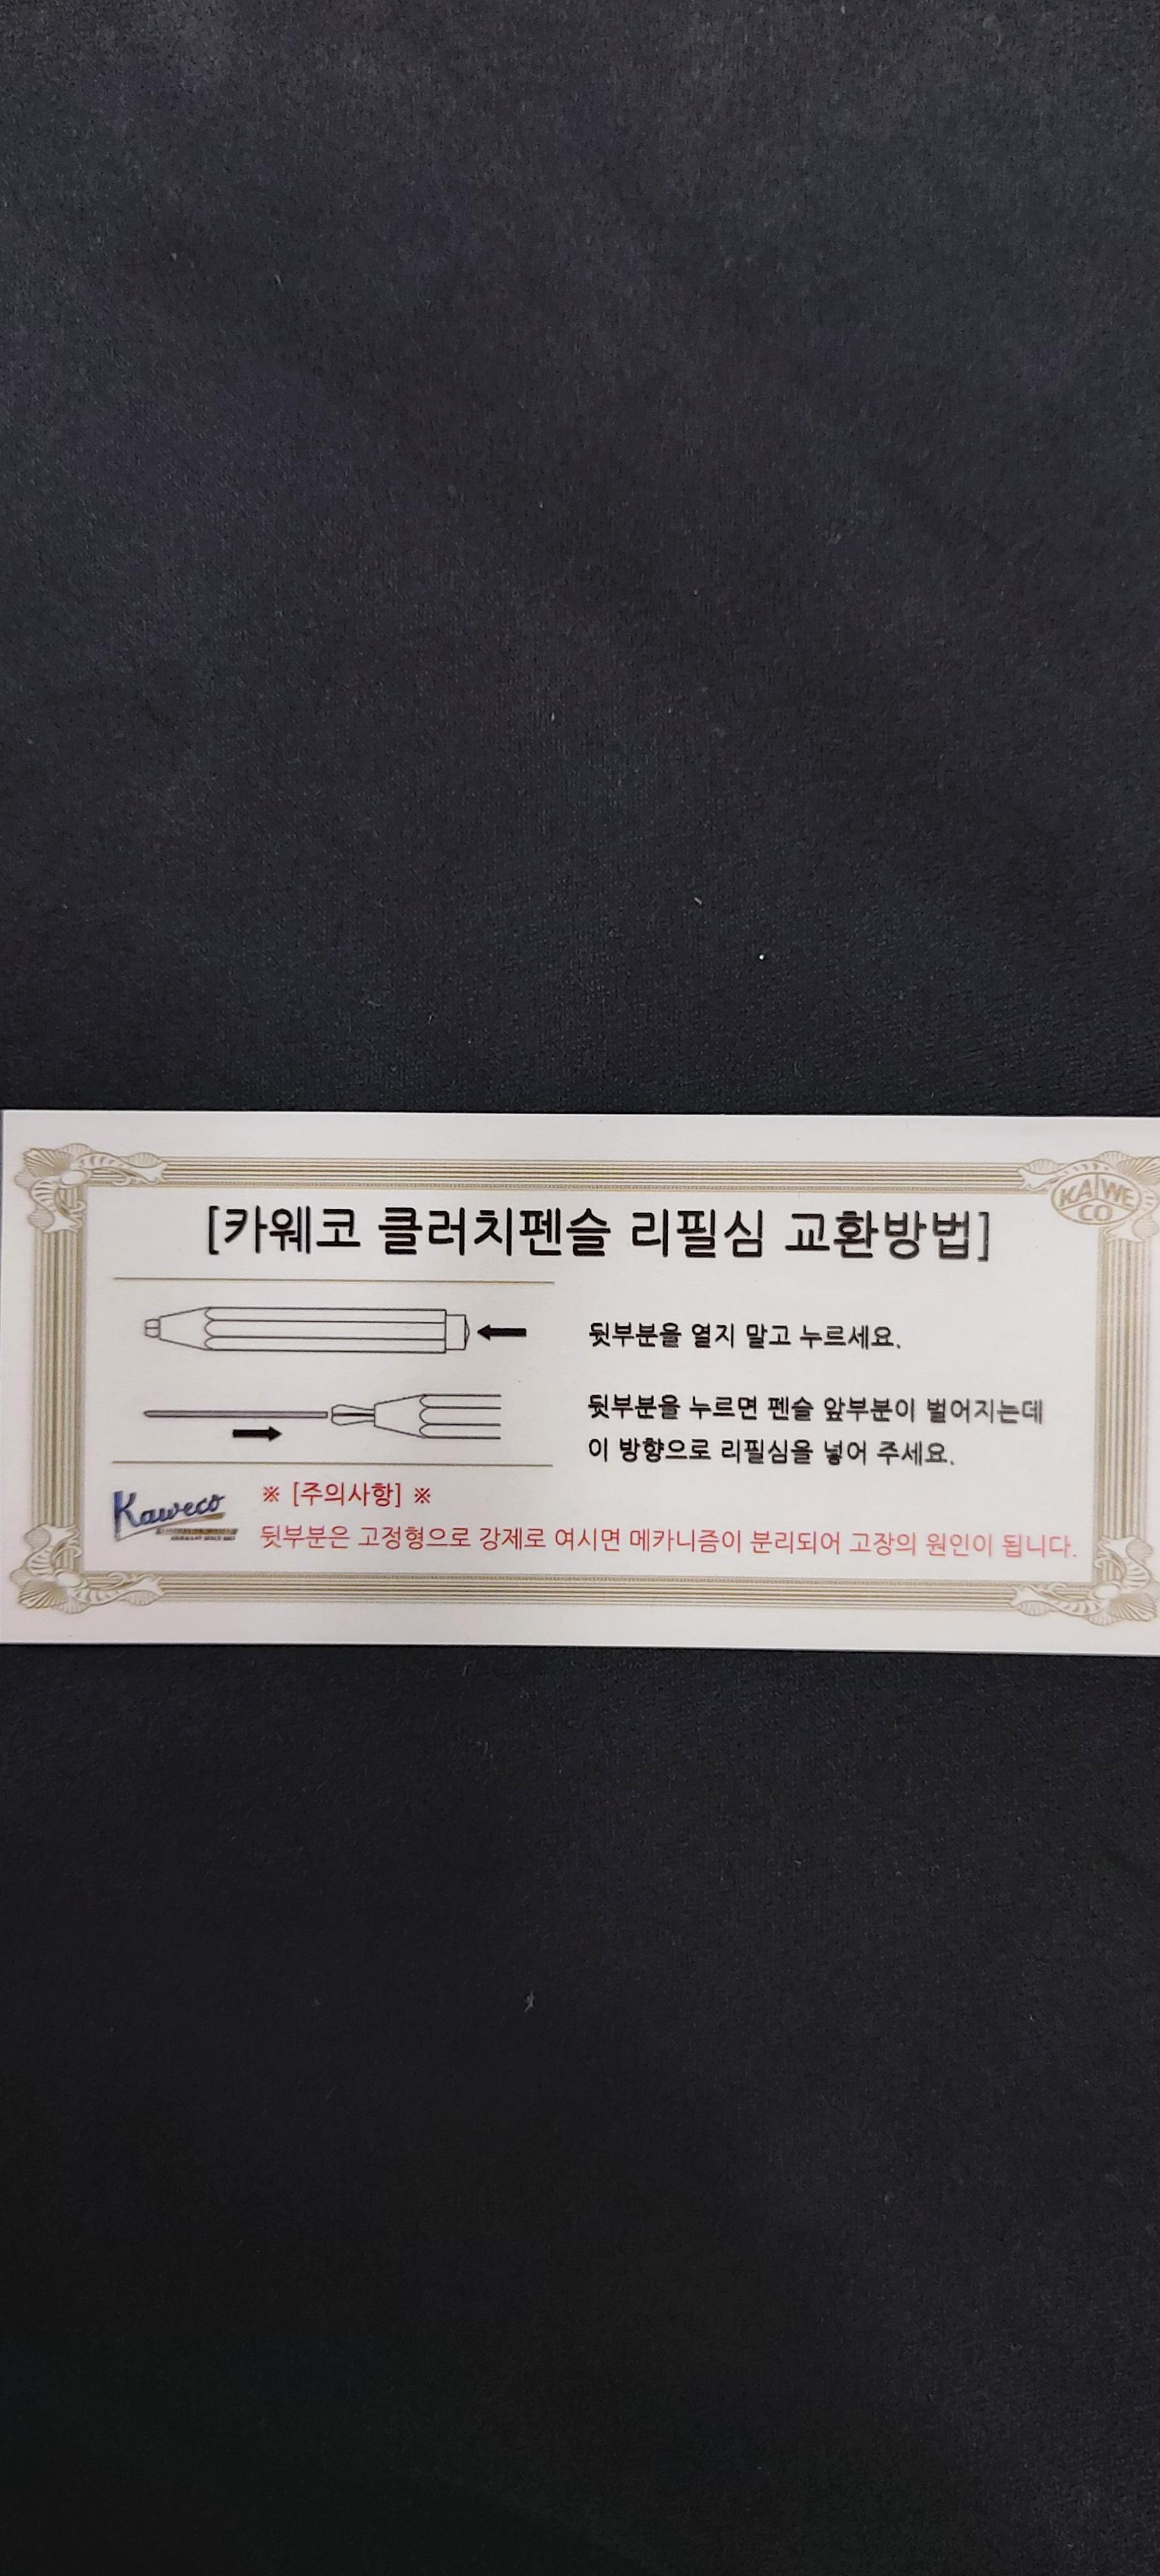 KAWE
CO
[카웨코 클러치펜슬 리필심 교환방법]
뒷부분을 열지 말고 누르세요.
뒷부분을 누르면 펜슬 앞부분이 벌어지는데
이 방향으로 리필심을 넣어 주세요.
Kaweco
※ [주의사항] ※
뒷부분은 고정형으로 강제로 여시면 메카니즘이 분리되어 고장의 원인이 됩니다.